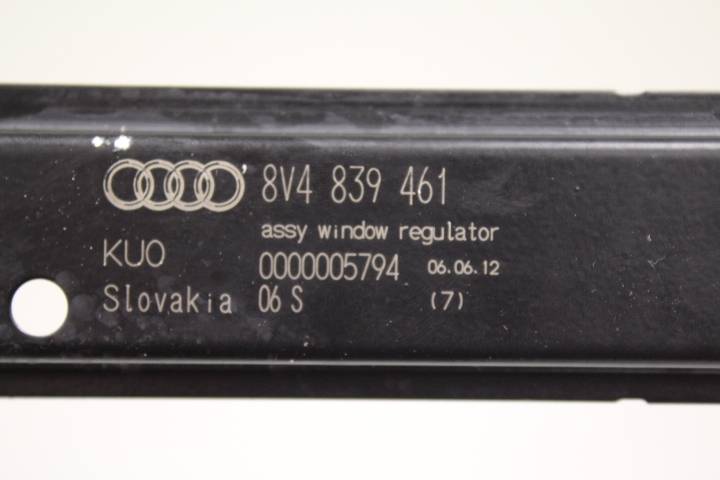 8V4 839 461
assy window regulator
KUO 0000005794 06.06.12
Slovakia 06 S (7)